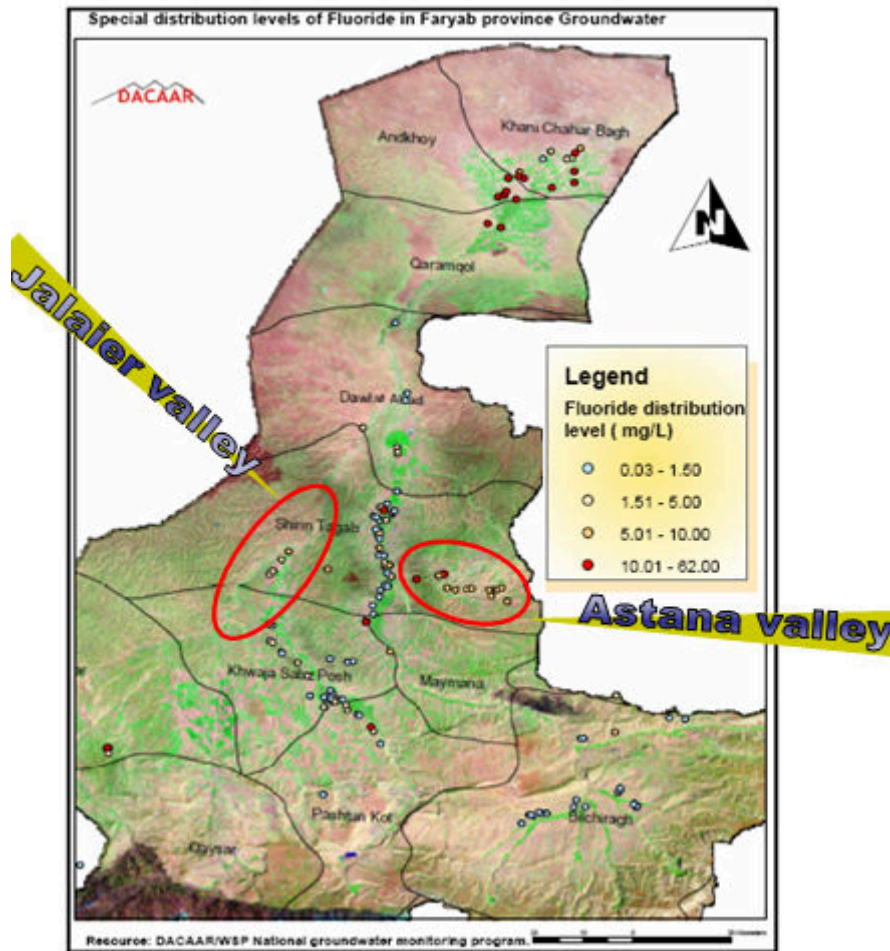 Special distribution levels of Fluoride in Faryab province Groundwater
DACAAR
Andkhoy
Khani Chahar Bagh
N
Qaramqol
Jalaier valley
Legend
Fluoride distribution
level ( mg/L)
0.03 - 1.50
1.51 - 5.00
5.01 - 10.00
10.01 - 62.00
Shirin Tagab
Astana valley
Khwaja Sabz Posh
Maymana
Pashtun Kot
Bilchiragh
Qaysar
Resource: DACAAR/WSP National groundwater monitoring program.